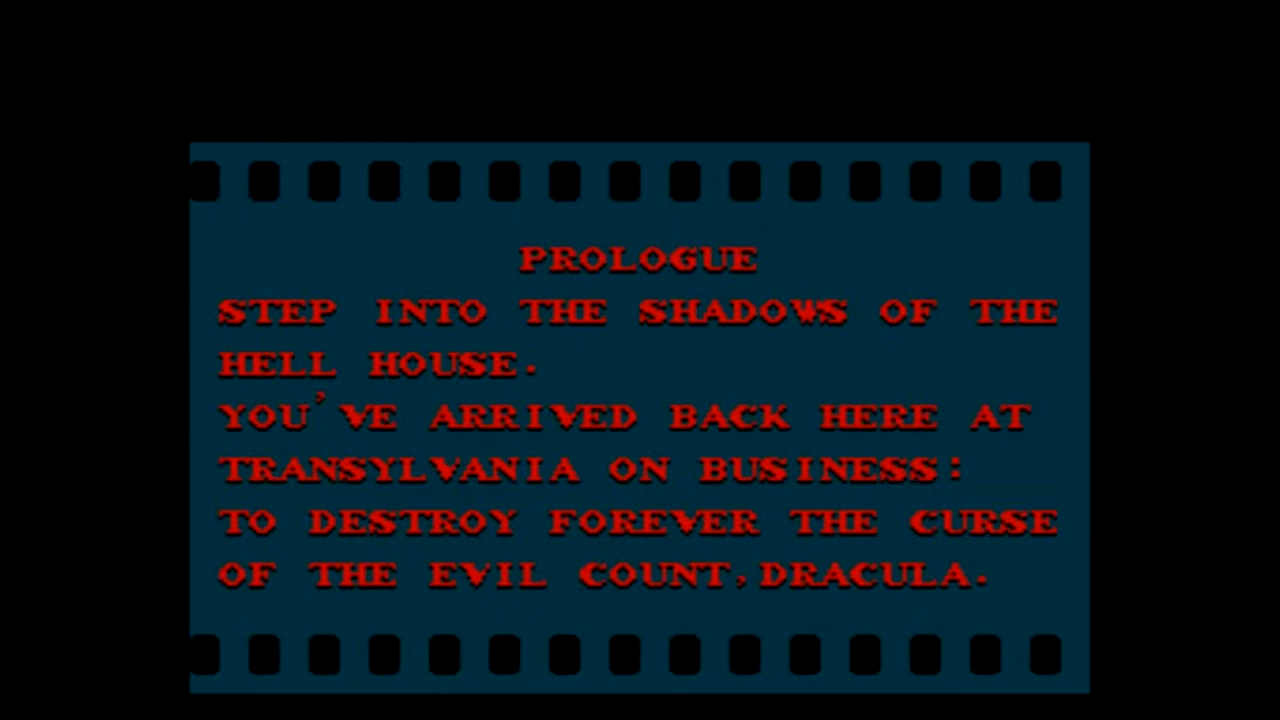 PROLOGUE
STEP INTO THE SHADOWS OF THE
HELL HOUSE.
YOU'VE ARRIVED BACK HERE AT
TRANSYLVANIA ON BUSINESS:
TO DESTROY FOREVER THE CURSE
OF THE EVIL COUNT,DRACULA.